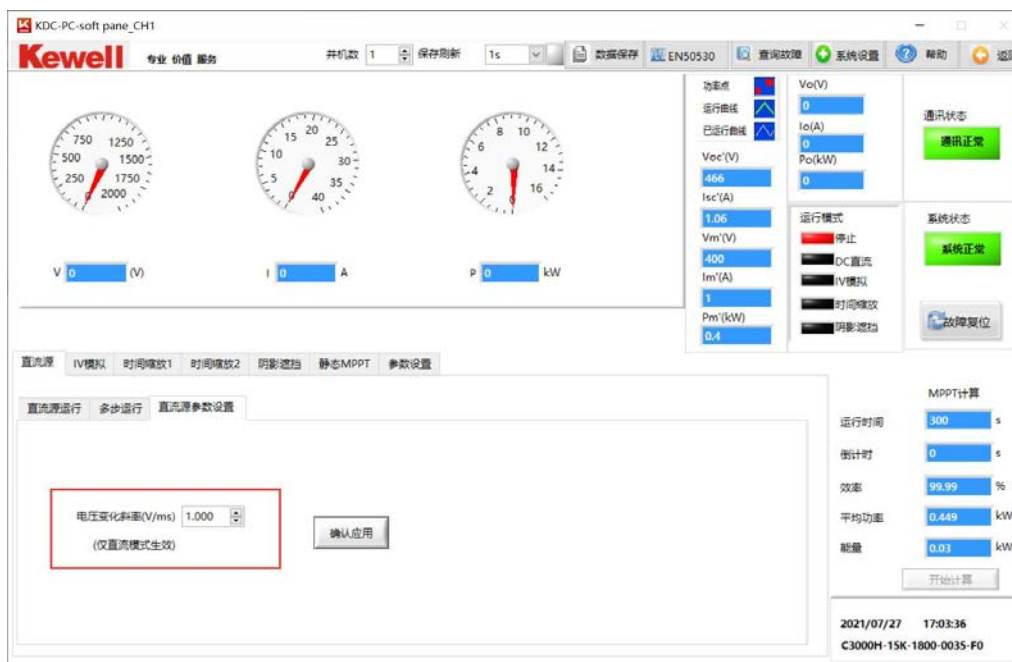 KDC-PC-soft pane_CH1
Kewell 专业 价值 服务 并机数 1 保存刷新 1s 数据保存 EN50530 查询故障 系统设置 帮助 返回
750 1250
500 1500
250 1750
0 2000
15 20 25
10 30
5 35
0 40
8 10
6 12
4 14
2 16
0
V 0 (V) I 0 A P 0 kW
功率点
运行曲线
已运行曲线
Voc'(V)
466
Isc'(A)
1.06
Vm'(V)
400
Im'(A)
1
Pm'(kW)
0.4
Vo(V)
0
Io(A)
0
Po(kW)
0
运行模式
停止
DC直流
IV模拟
时间缩放
阴影遮挡
通讯状态
通讯正常
系统状态
系统正常
故障复位
直流源 IV模拟 时间缩放1 时间缩放2 阴影遮挡 静态MPPT 参数设置
直流源运行 多步运行 直流源参数设置
电压变化斜率(V/ms) 1.000
(仅直流模式生效)
确认应用
MPPT计算
运行时间 300 s
倒计时 0 s
效率 99.99 %
平均功率 0.449 kW
能量 0.03 kW
开始计算
2021/07/27 17:03:36
C3000H-15K-1800-0035-F0